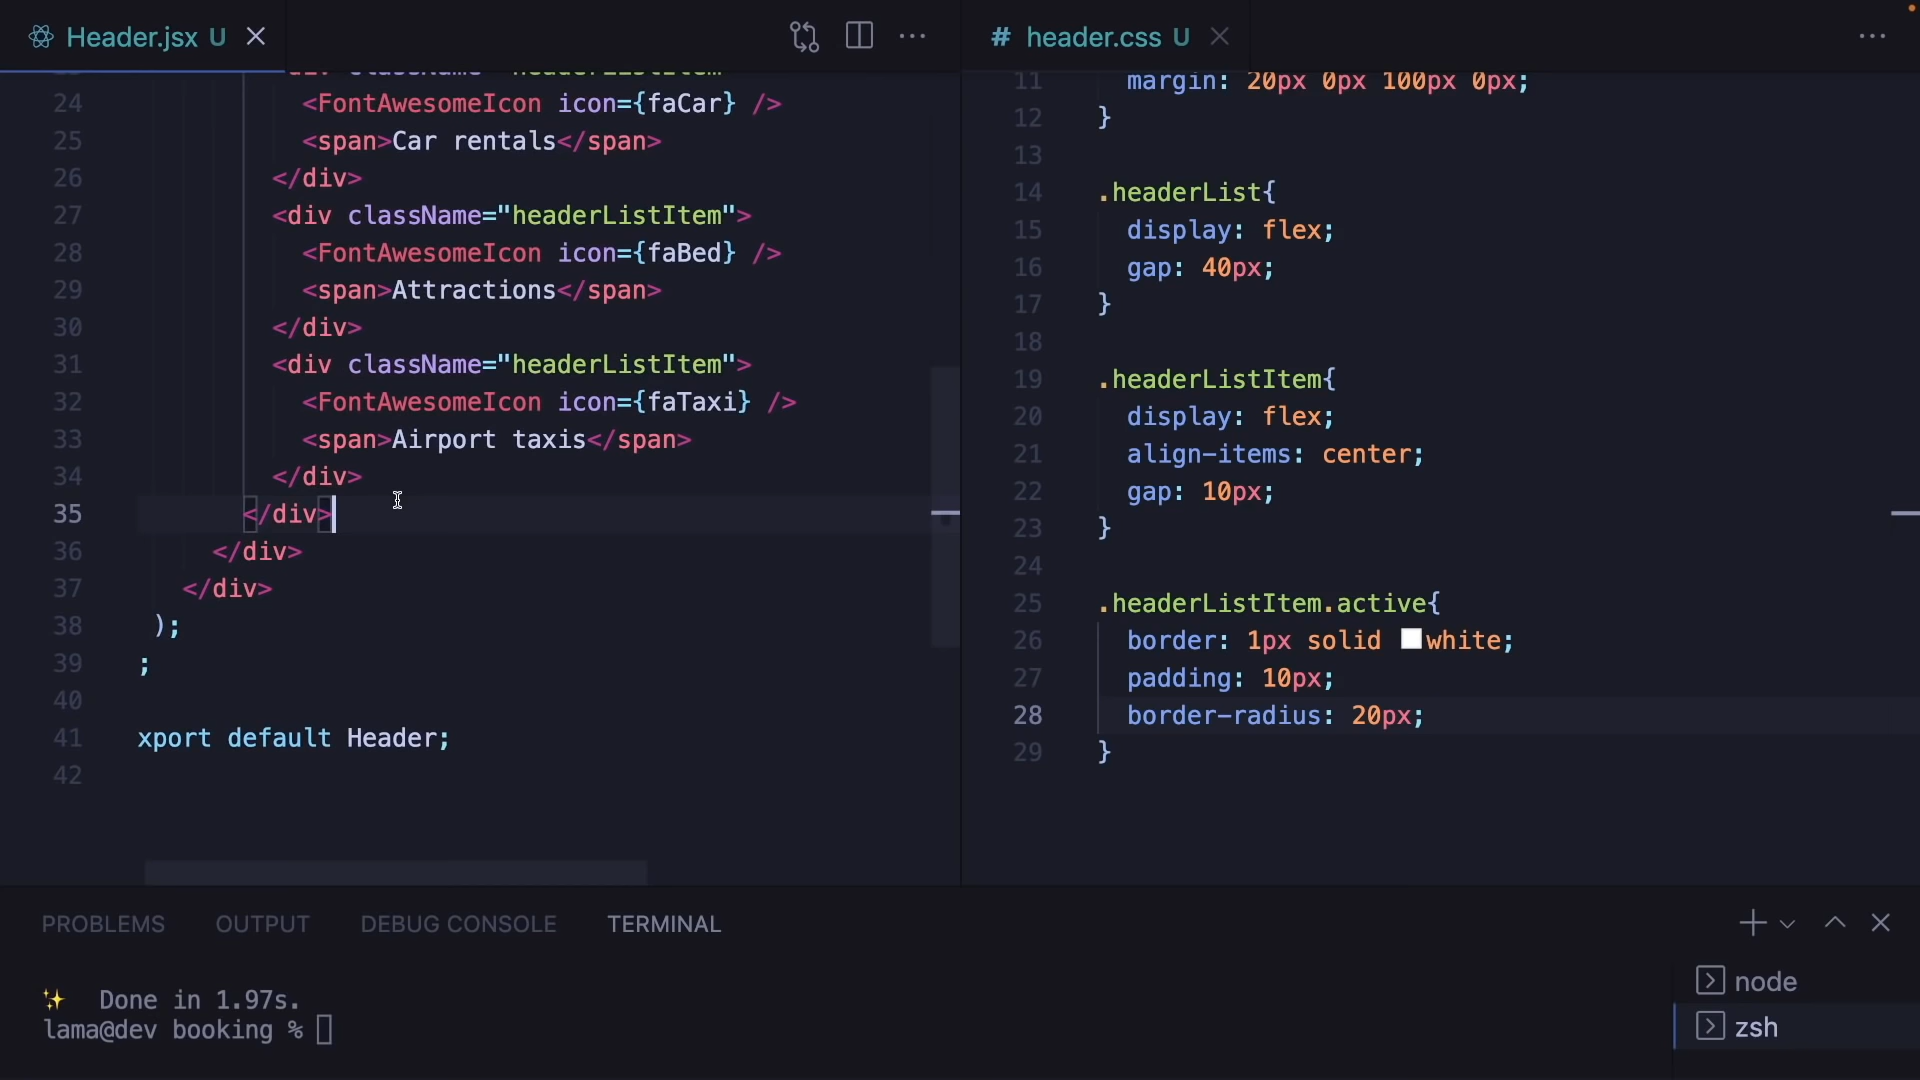 Header.jsx U
24 <FontAwesomeIcon icon={faCar} />
25 <span>Car rentals</span>
26 </div>
27 <div className="headerListItem">
28 <FontAwesomeIcon icon={faBed} />
29 <span>Attractions</span>
30 </div>
31 <div className="headerListItem">
32 <FontAwesomeIcon icon={faTaxi} />
33 <span>Airport taxis</span>
34 </div>
35 </div>
36 </div>
37 </div>
38 );
39 ;
40
41 xport default Header;
42
# header.css U
11 margin: 20px 0px 100px 0px;
12 }
13
14 .headerList{
15 display: flex;
16 gap: 40px;
17 }
18
19 .headerListItem{
20 display: flex;
21 align-items: center;
22 gap: 10px;
23 }
24
25 .headerListItem.active{
26 border: 1px solid white;
27 padding: 10px;
28 border-radius: 20px;
29 }
PROBLEMS OUTPUT DEBUG CONSOLE TERMINAL
✨ Done in 1.97s.
lama@dev booking %
node
zsh